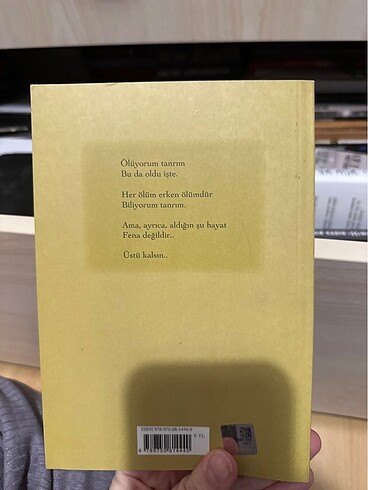 Ölüyorum tanrım
Bu da oldu işte.
Her ölüm erken ölümdür
Biliyorum tanrım..
Ama, ayrıca, aldığın şu hayat
Fena değildir..
Üstü kalsın..